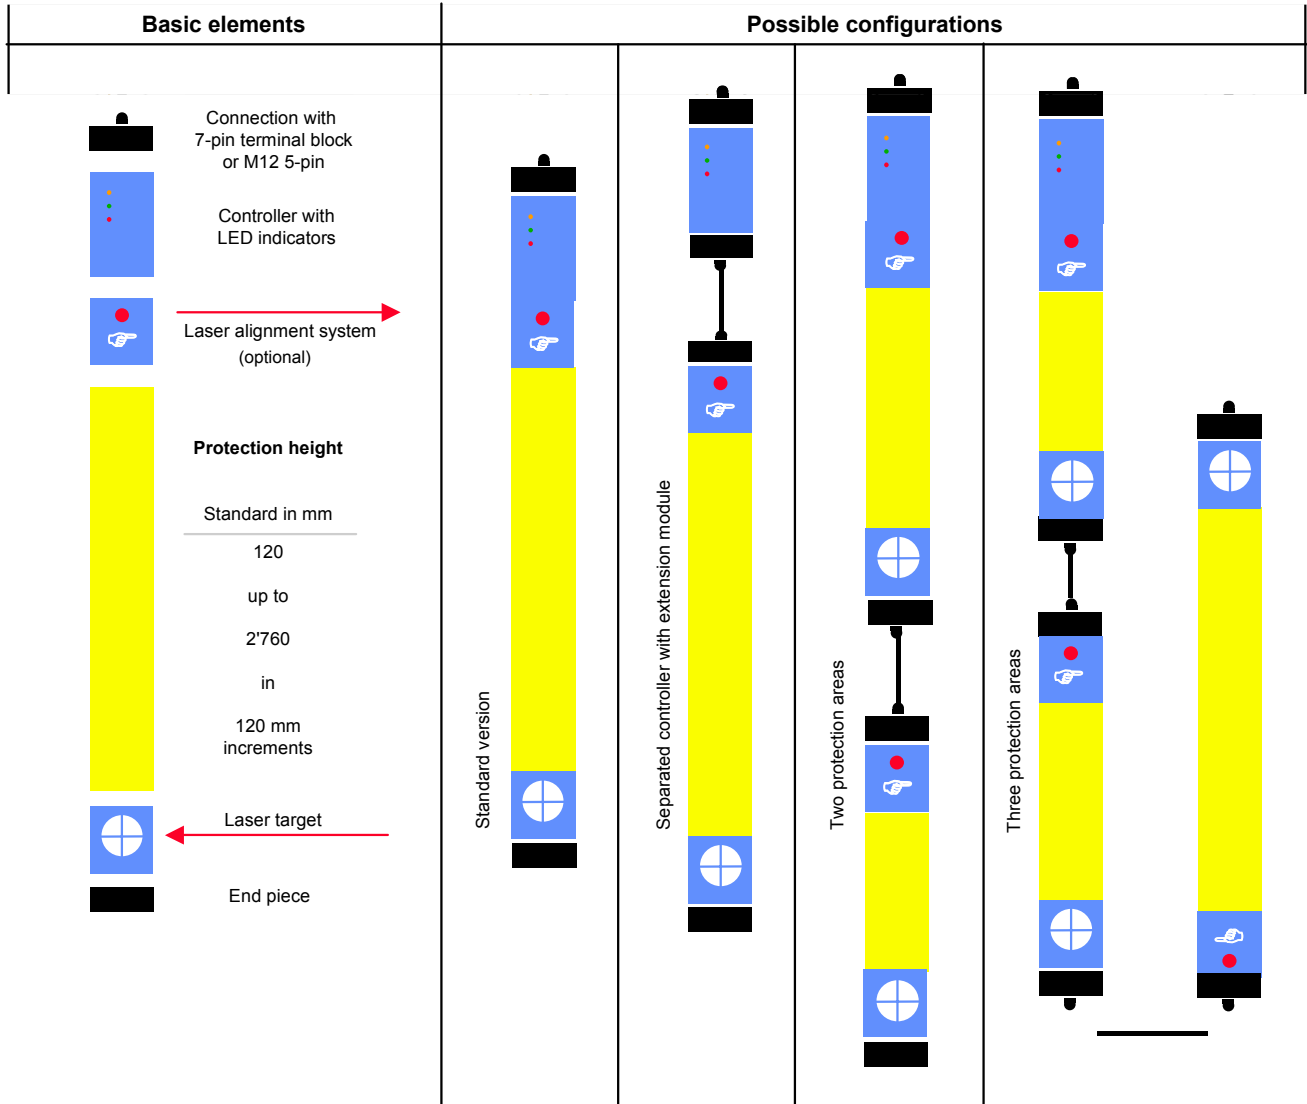 Basic elements
Possible configurations
Connection with
7-pin terminal block
or M12 5-pin
Controller with
LED indicators
Laser alignment system
(optional)
Protection height
Standard in mm
120
up to
2'760
in
120 mm
increments
Laser target
End piece
Standard version
Separated controller with extension module
Two protection areas
Three protection areas